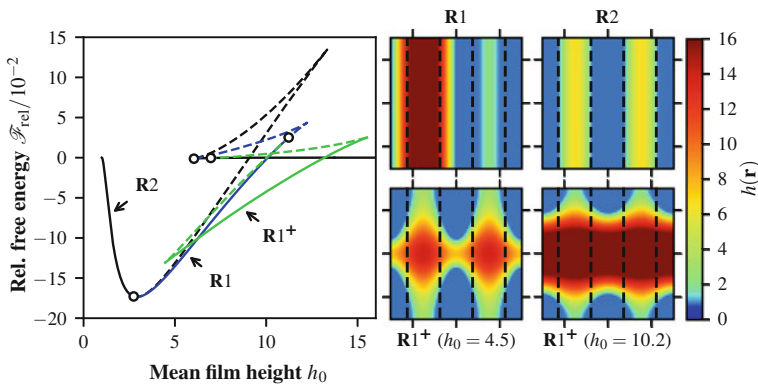 R1
R2
15
10
5
0
−5
−10
−15
−20
0
5
10
15
Rel. free energy ℱrel/10−2
Mean film height h0
R2
R1+
R1
R1+ (h0 = 4.5)
R1+ (h0 = 10.2)
16
14
12
10
8
6
4
2
0
h(r)